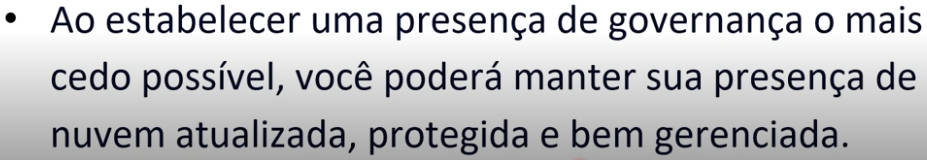 • Ao estabelecer uma presença de governança o mais
cedo possível, você poderá manter sua presença de
nuvem atualizada, protegida e bem gerenciada.